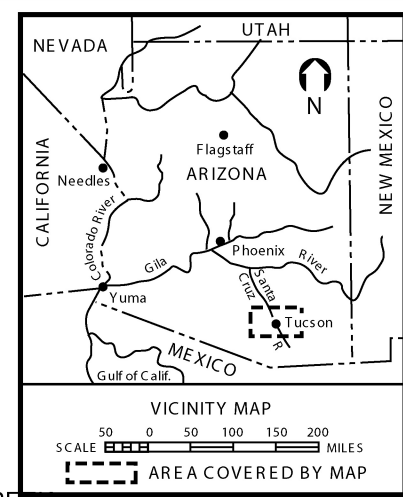 UTAH
NEVADA
N
Flagstaff
ARIZONA
Needles
CALIFORNIA
NEW MEXICO
Colorado River
Phoenix
Gila
River
Santa
Cruz
R
Yuma
Tucson
MEXICO
Gulf of Calif.
VICINITY MAP
50 0 50 100 150 200
SCALE MILES
AREA COVERED BY MAP